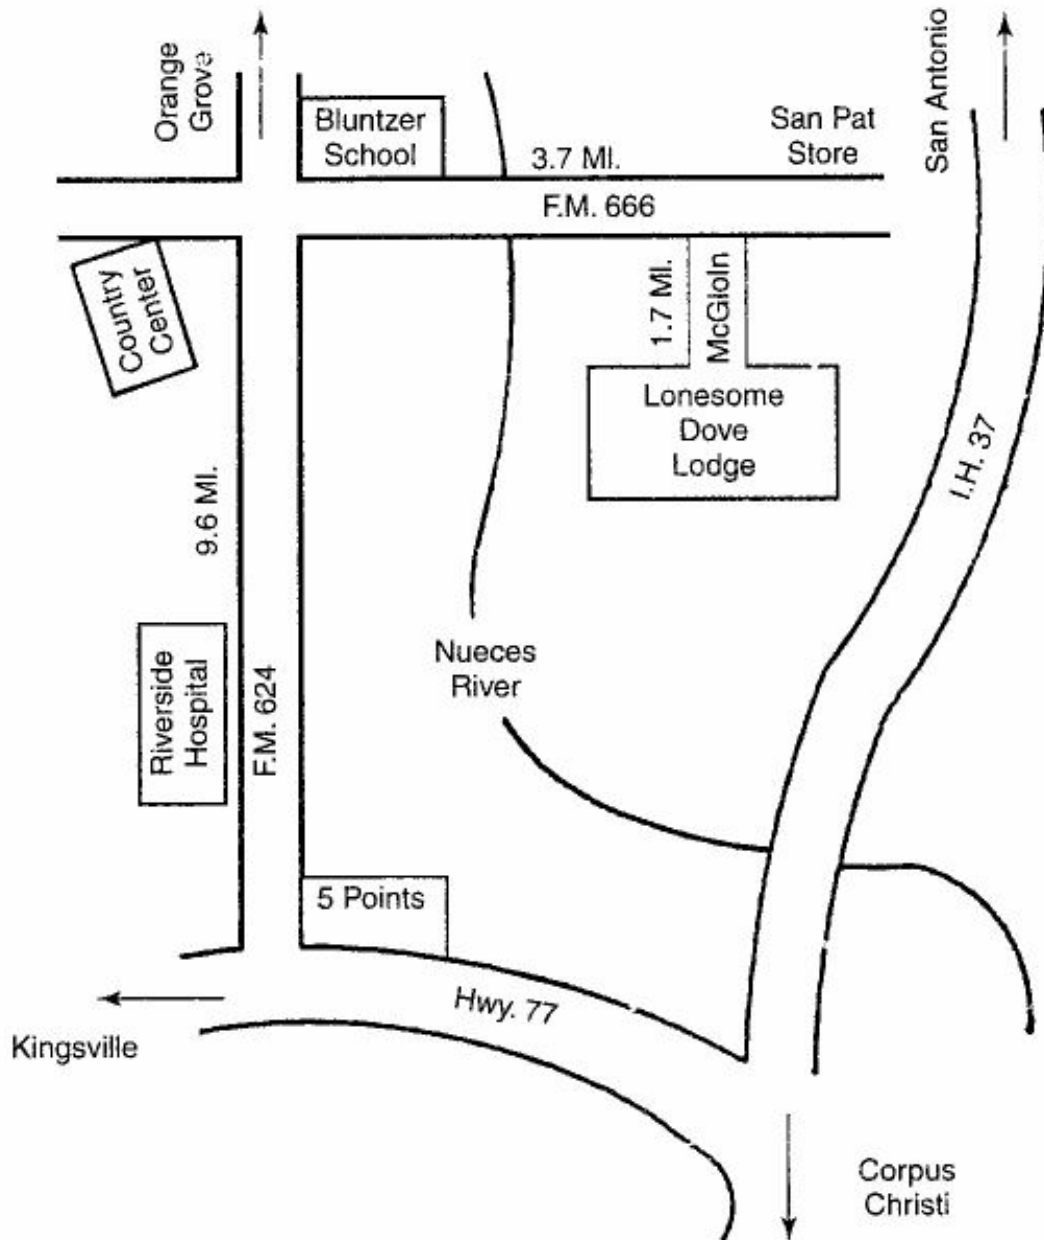 Orange
Grove
San Antonio
Bluntzer
School
San Pat
Store
3.7 MI.
F.M. 666
Country
Center
1.7 MI.
McGloln
Lonesome
Dove
Lodge
I.H. 37
9.6 MI.
Nueces
River
Riverside
Hospital
F.M. 624
5 Points
Hwy. 77
Kingsville
Corpus
Christi